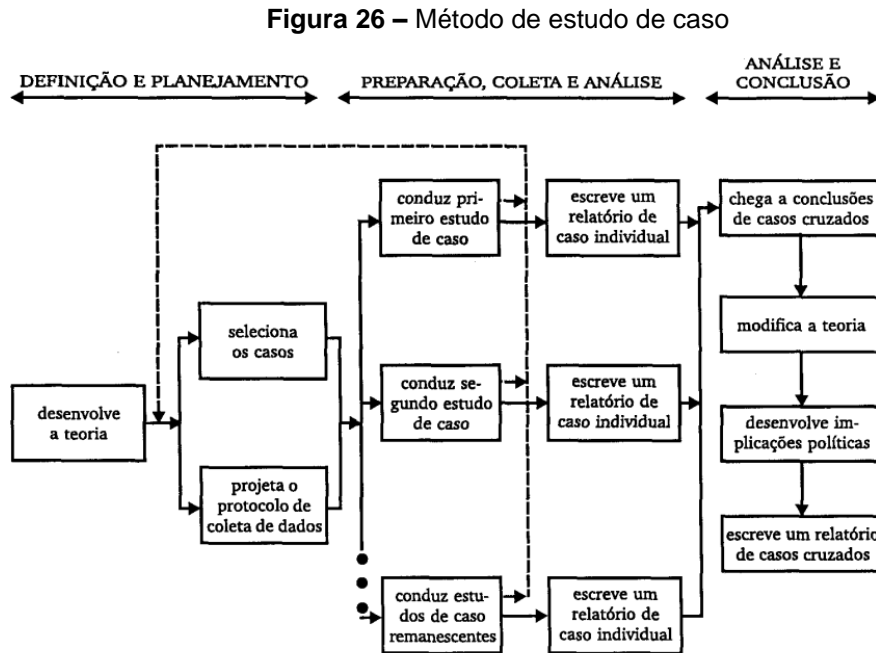 Figura 26 – Método de estudo de caso
DEFINIÇÃO E PLANEJAMENTO
PREPARAÇÃO, COLETA E ANÁLISE
ANÁLISE E
CONCLUSÃO
desenvolve
a teoria
seleciona
os casos
projeta o
protocolo de
coleta de dados
conduz pri-
meiro estudo
de caso
escreve um
relatório de
caso individual
conduz se-
gundo estudo
de caso
escreve um
relatório de
caso individual
conduz estu-
dos de caso
remanescentes
escreve um
relatório de
caso individual
chega a conclusões
de casos cruzados
modifica a teoria
desenvolve im-
plicações políticas
escreve um relatório
de casos cruzados